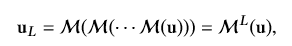 𝐮_L = ℳ(ℳ(⋯ℳ(𝐮))) = ℳ^L(𝐮),